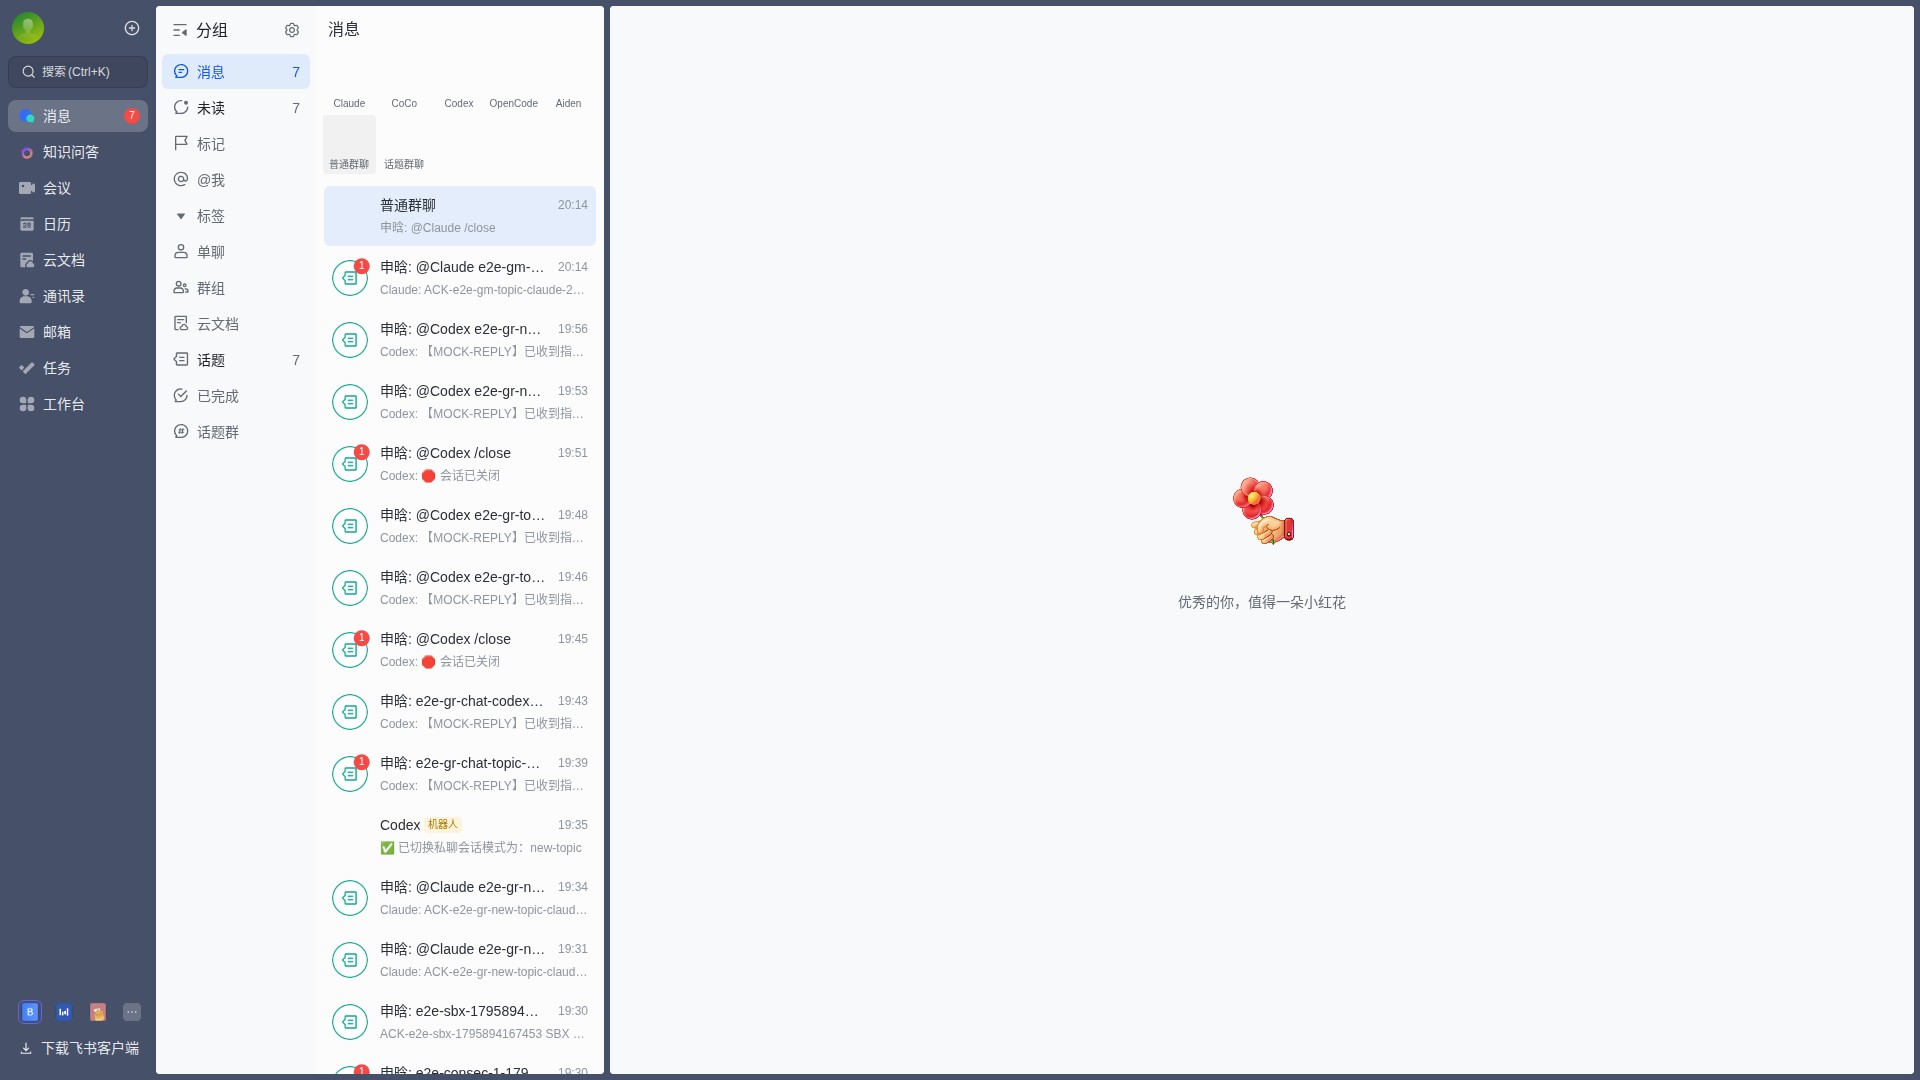 搜索 (Ctrl+K)
消息 7
知识问答
会议
日历
云文档
通讯录
邮箱
任务
工作台
B
下载飞书客户端
分组
消息 7
未读 7
标记
@我
标签
单聊
群组
云文档
话题 7
已完成
话题群
消息
Claude CoCo Codex OpenCode Aiden
普通群聊 话题群聊
普通群聊 20:14
申晗: @Claude /close
1 申晗: @Claude e2e-gm-... 20:14
Claude: ACK-e2e-gm-topic-claude-2...
申晗: @Codex e2e-gr-n... 19:56
Codex: 【MOCK-REPLY】已收到指...
申晗: @Codex e2e-gr-n... 19:53
Codex: 【MOCK-REPLY】已收到指...
1 申晗: @Codex /close 19:51
Codex: 🛑 会话已关闭
申晗: @Codex e2e-gr-to... 19:48
Codex: 【MOCK-REPLY】已收到指...
申晗: @Codex e2e-gr-to... 19:46
Codex: 【MOCK-REPLY】已收到指...
1 申晗: @Codex /close 19:45
Codex: 🛑 会话已关闭
申晗: e2e-gr-chat-codex... 19:43
Codex: 【MOCK-REPLY】已收到指...
1 申晗: e2e-gr-chat-topic-... 19:39
Codex: 【MOCK-REPLY】已收到指...
Codex 机器人 19:35
✅ 已切换私聊会话模式为：new-topic
申晗: @Claude e2e-gr-n... 19:34
Claude: ACK-e2e-gr-new-topic-claud...
申晗: @Claude e2e-gr-n... 19:31
Claude: ACK-e2e-gr-new-topic-claud...
申晗: e2e-sbx-1795894... 19:30
ACK-e2e-sbx-1795894167453 SBX ...
1 申晗: e2e-consec-1-179... 19:30
优秀的你，值得一朵小红花